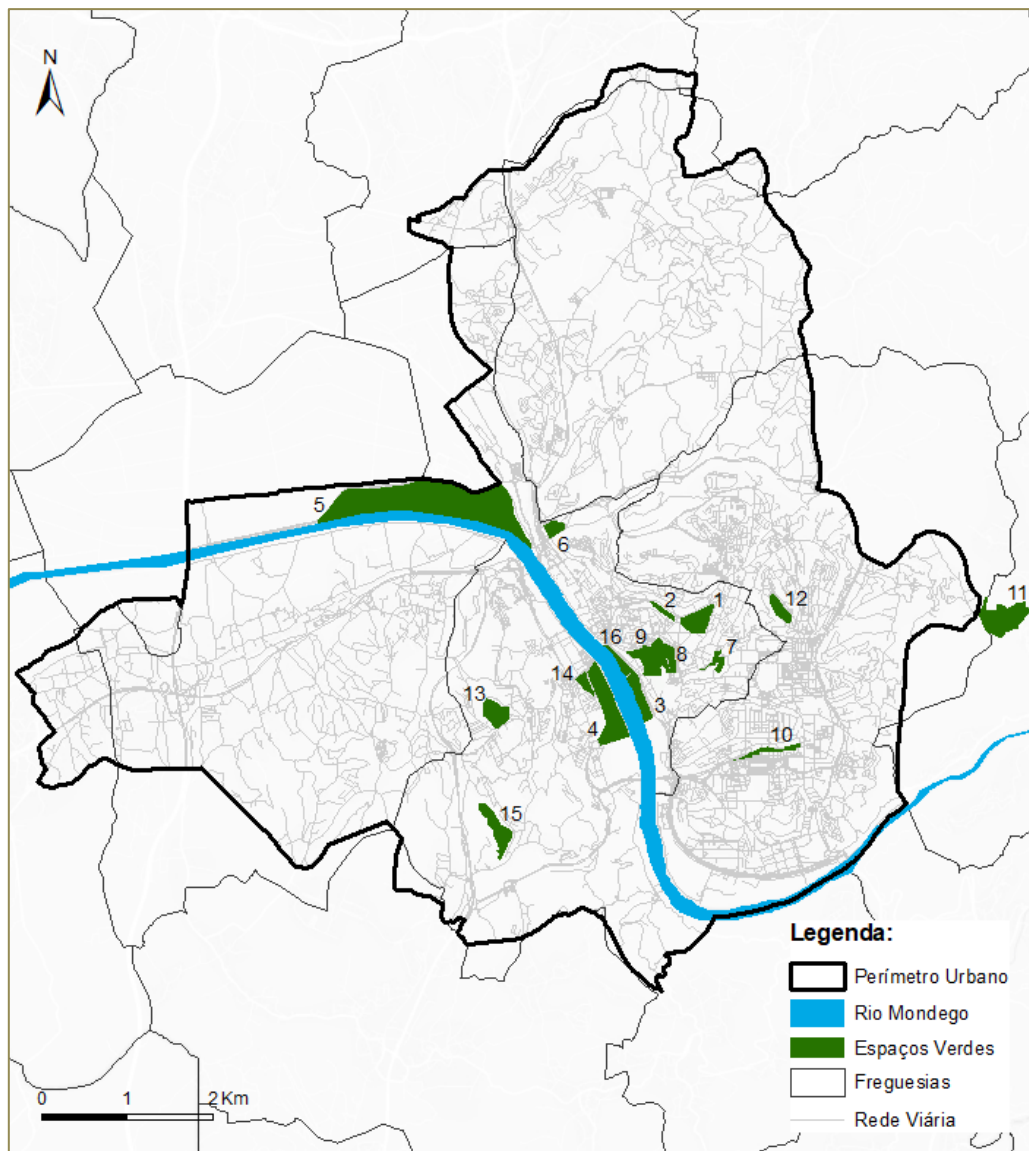 N
5
6
11
2
1
12
16
9
8
7
14
13
3
4
10
15
Legenda:
Perímetro Urbano
Rio Mondego
Espaços Verdes
Freguesias
Rede Viária
0 1 2 Km